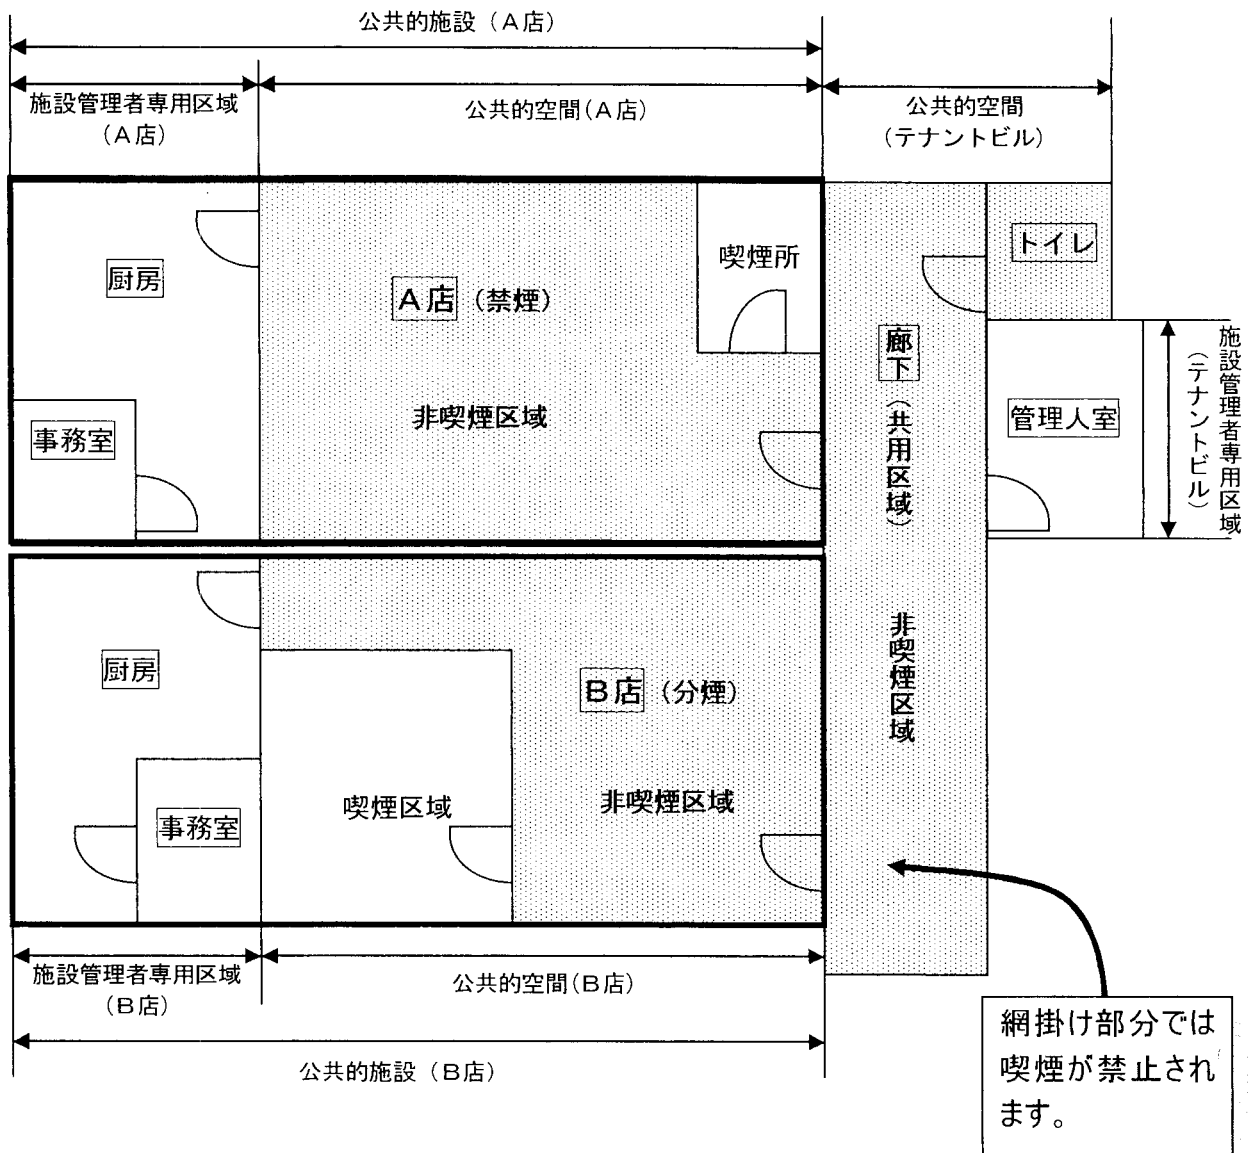 公共的施設（A店）
施設管理者専用区域
（A店）
公共的空間（A店）
公共的空間
（テナントビル）
厨房
A店（禁煙）
喫煙所
トイレ
廊下（共用区域）
施設管理者専用区域
（テナントビル）
管理人室
事務室
非喫煙区域
厨房
B店（分煙）
非喫煙区域
喫煙区域
非喫煙区域
事務室
施設管理者専用区域
（B店）
公共的空間（B店）
公共的施設（B店）
網掛け部分では
喫煙が禁止され
ます。